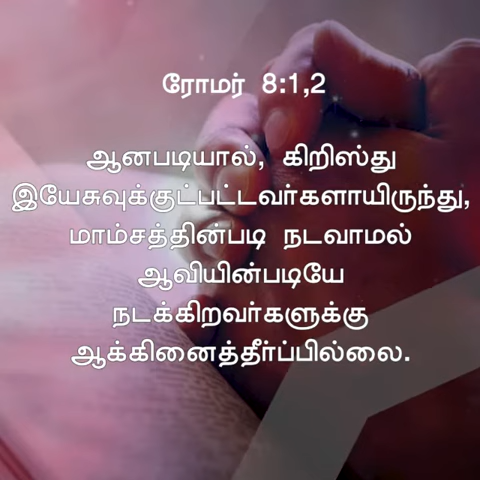 ரோமர் 8:1,2
ஆனபடியால், கிறிஸ்து
இயேசுவுக்குட்பட்டவர்களாயிருந்து,
மாம்சத்தின்படி நடவாமல்
ஆவியின்படியே
நடக்கிறவர்களுக்கு
ஆக்கினைத்தீர்ப்பில்லை.